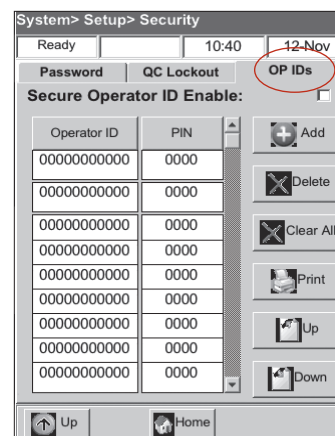 System> Setup> Security
Ready 10:40 12-Nov
Password QC Lockout OP IDs
Secure Operator ID Enable:
Operator ID PIN Add
00000000000 0000
00000000000 0000 Delete
00000000000 0000 Clear All
00000000000 0000
00000000000 0000 Print
00000000000 0000
00000000000 0000 Up
00000000000 0000
00000000000 0000 Down
Up Home